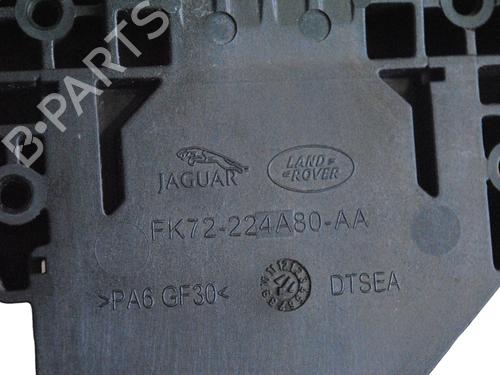 B-PARTS
JAGUAR
LAND
ROVER
FK72-224A80-AA
>PA6 GF30<
DTSEA